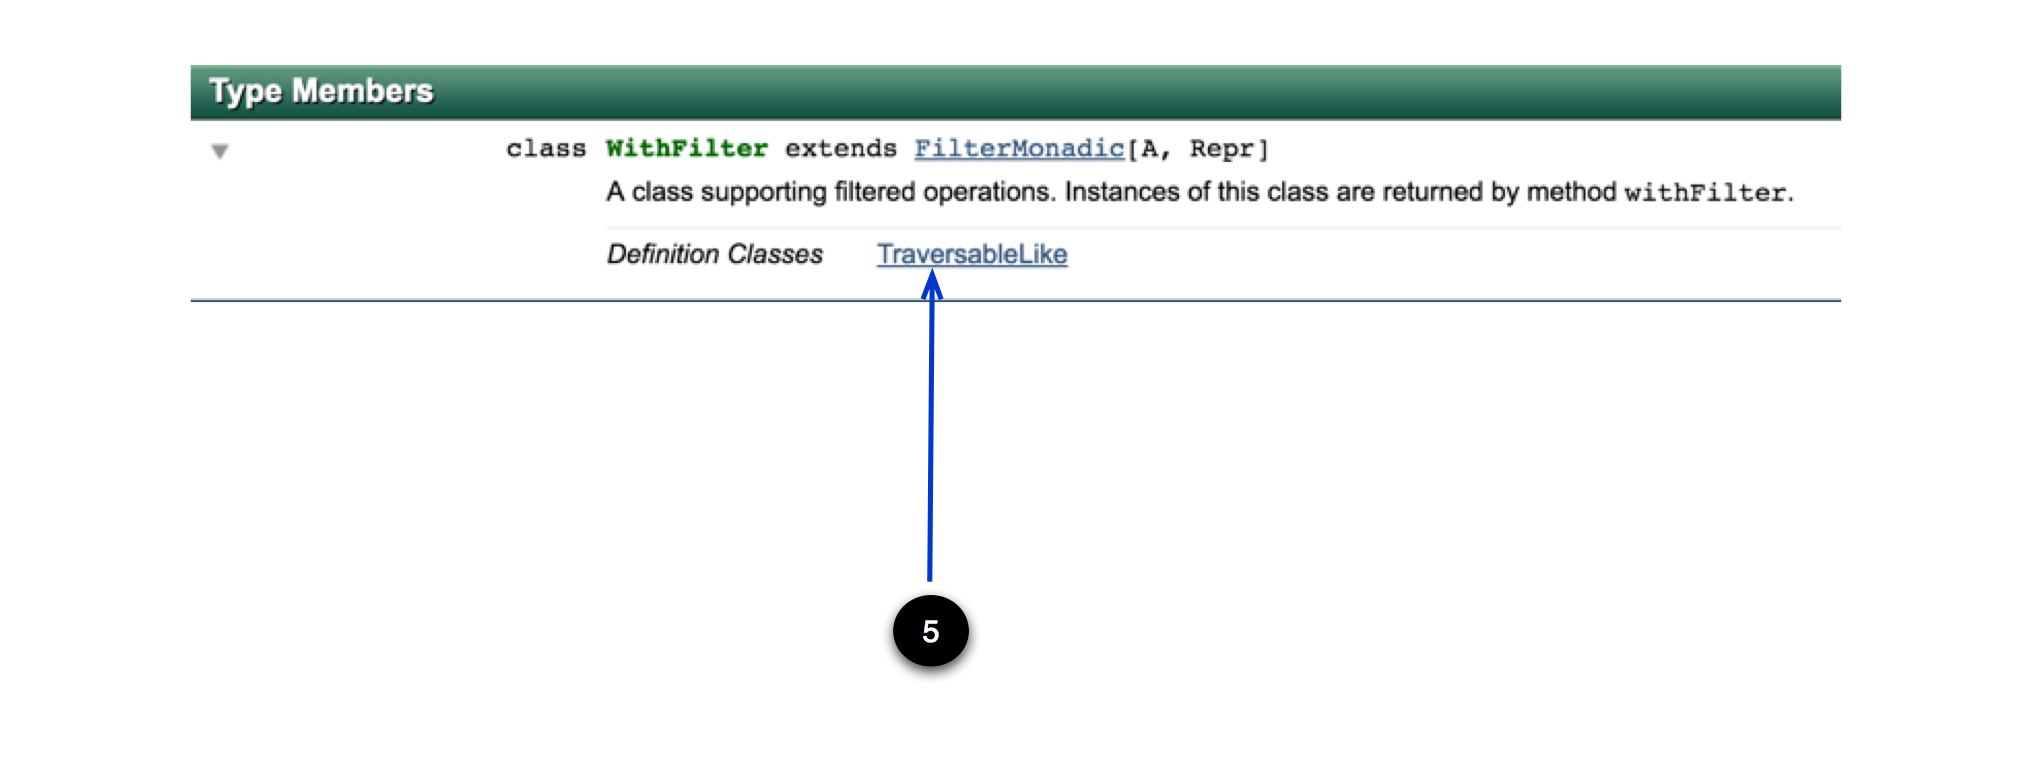 Type Members
class WithFilter extends FilterMonadic[A, Repr]
A class supporting filtered operations. Instances of this class are returned by method withFilter.
Definition Classes TraversableLike
5